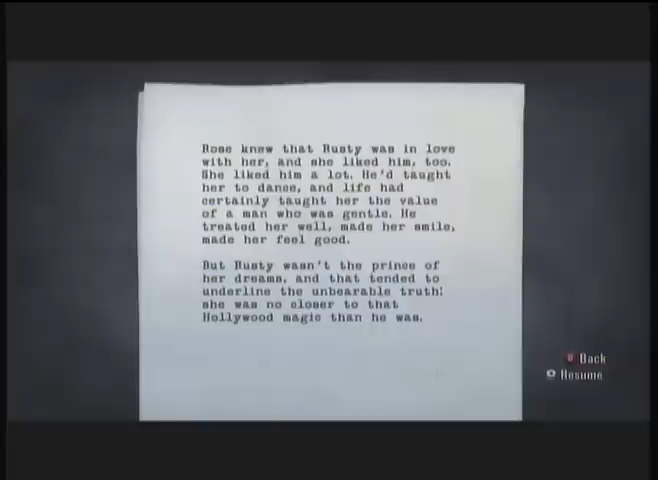 Rose knew that Rusty was in love
with her, and she liked him, too.
She liked him a lot. He'd taught
her to dance, and life had
certainly taught her the value
of a man who was gentle. He
treated her well, made her smile,
made her feel good.
But Rusty wasn't the prince of
her dreams, and that tended to
underline the unbearable truth:
she was no closer to that
Hollywood magic than he was.
Back
Resume